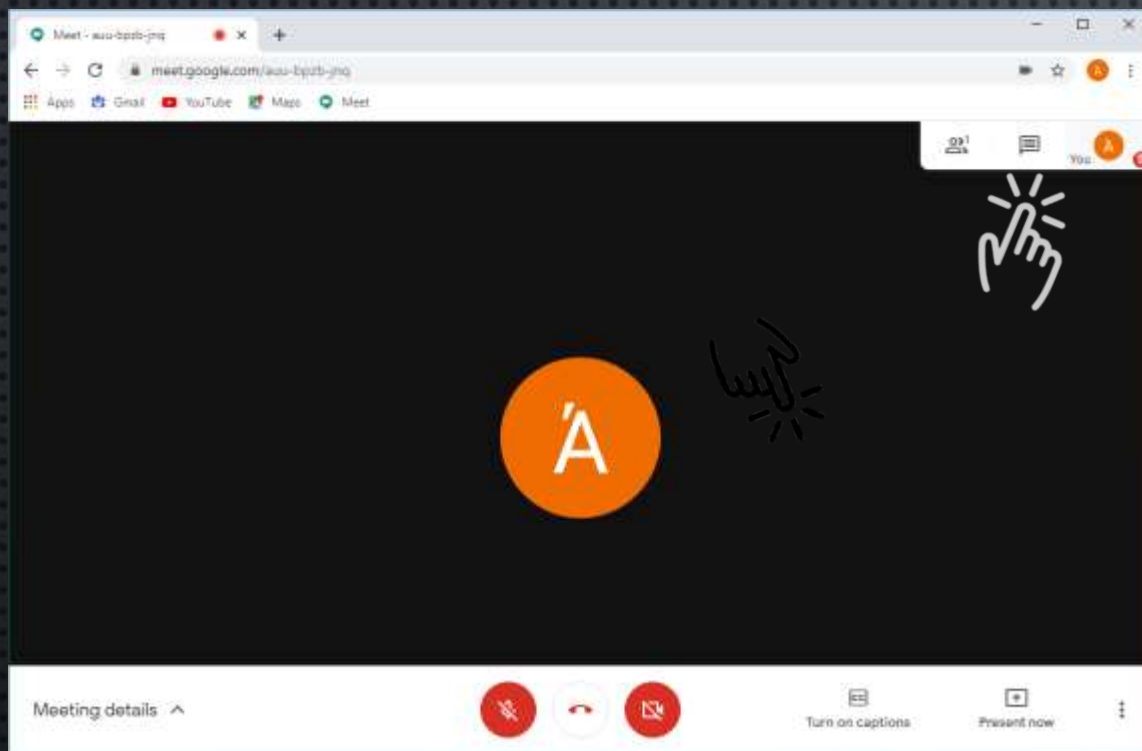 Meet - auu-bpzb-jnq
meet.google.com/auu-bpzb-jnq
Apps Gmail YouTube Maps Meet
1
You Ά
Ά
Meeting details
Turn on captions Present now